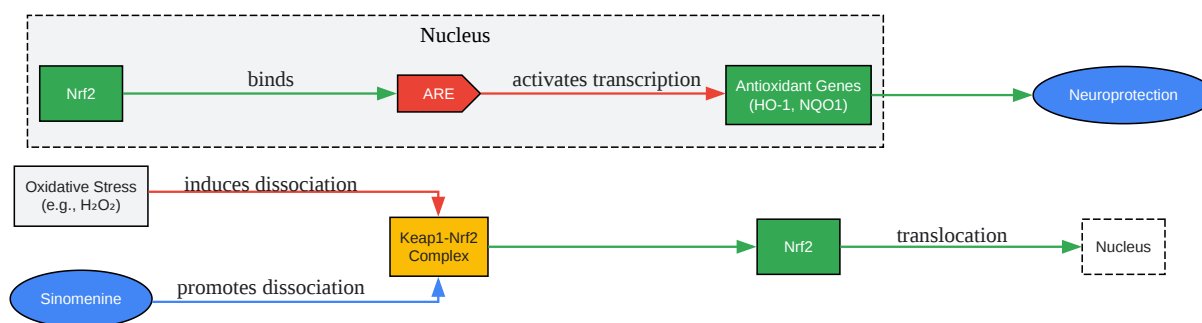 Nucleus
Nrf2
binds
ARE
activates transcription
Antioxidant Genes
(HO-1, NQO1)
Neuroprotection
Oxidative Stress
(e.g., H₂O₂)
induces dissociation
Keap1-Nrf2
Complex
Nrf2
translocation
Nucleus
Sinomenine
promotes dissociation